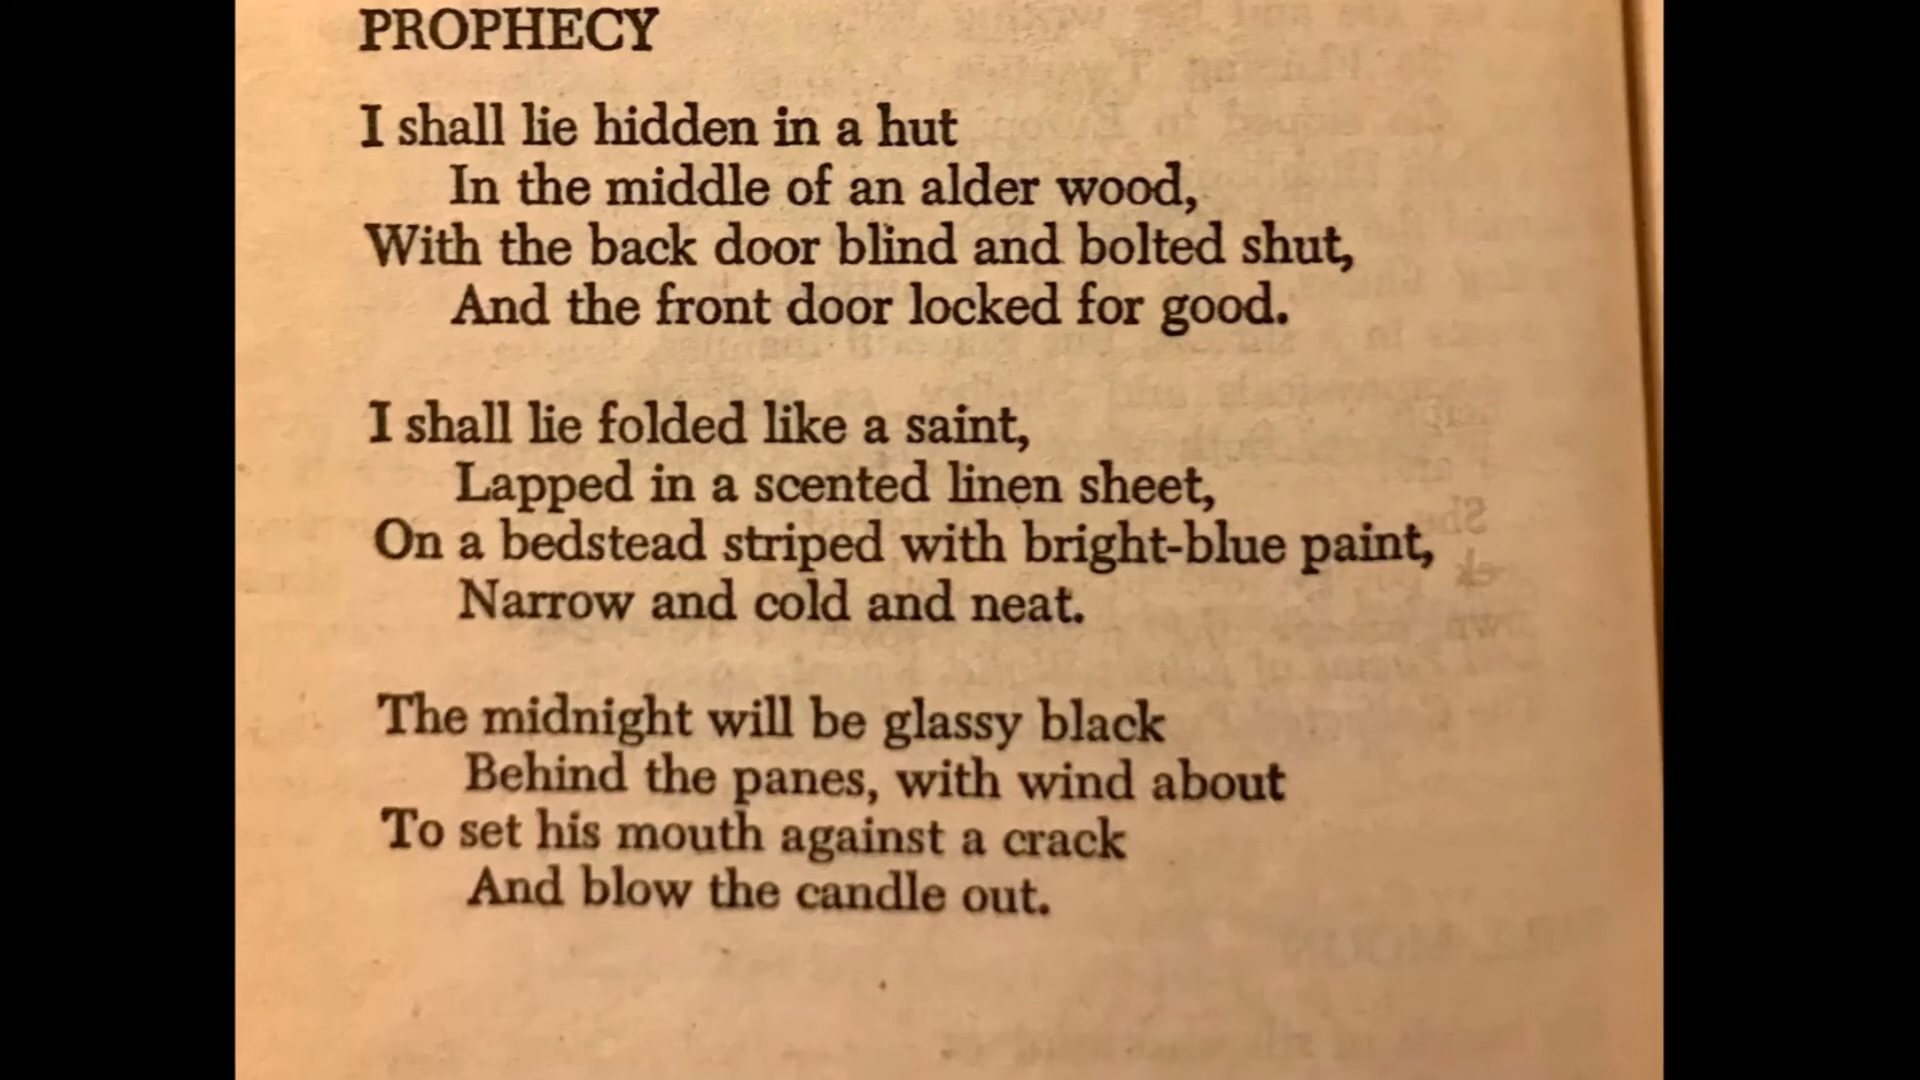 PROPHECY
I shall lie hidden in a hut
In the middle of an alder wood,
With the back door blind and bolted shut,
And the front door locked for good.
I shall lie folded like a saint,
Lapped in a scented linen sheet,
On a bedstead striped with bright-blue paint,
Narrow and cold and neat.
The midnight will be glassy black
Behind the panes, with wind about
To set his mouth against a crack
And blow the candle out.